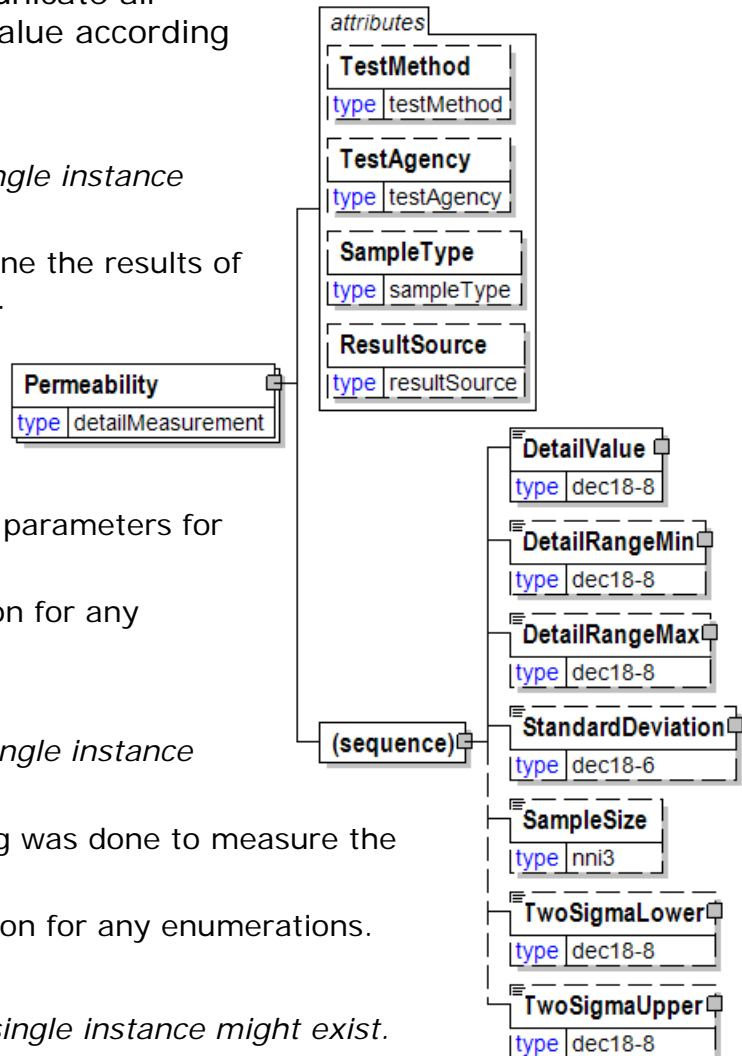 unicate all
alue according
ngle instance
ne the results of
.
parameters for
on for any
ngle instance
g was done to measure the
on for any enumerations.
single instance might exist.
attributes
TestMethod
type testMethod
TestAgency
type testAgency
SampleType
type sampleType
ResultSource
type resultSource
Permeability
type detailMeasurement
(sequence)
DetailValue
type dec18-8
DetailRangeMin
type dec18-8
DetailRangeMax
type dec18-8
StandardDeviation
type dec18-6
SampleSize
type nni3
TwoSigmaLower
type dec18-8
TwoSigmaUpper
type dec18-8